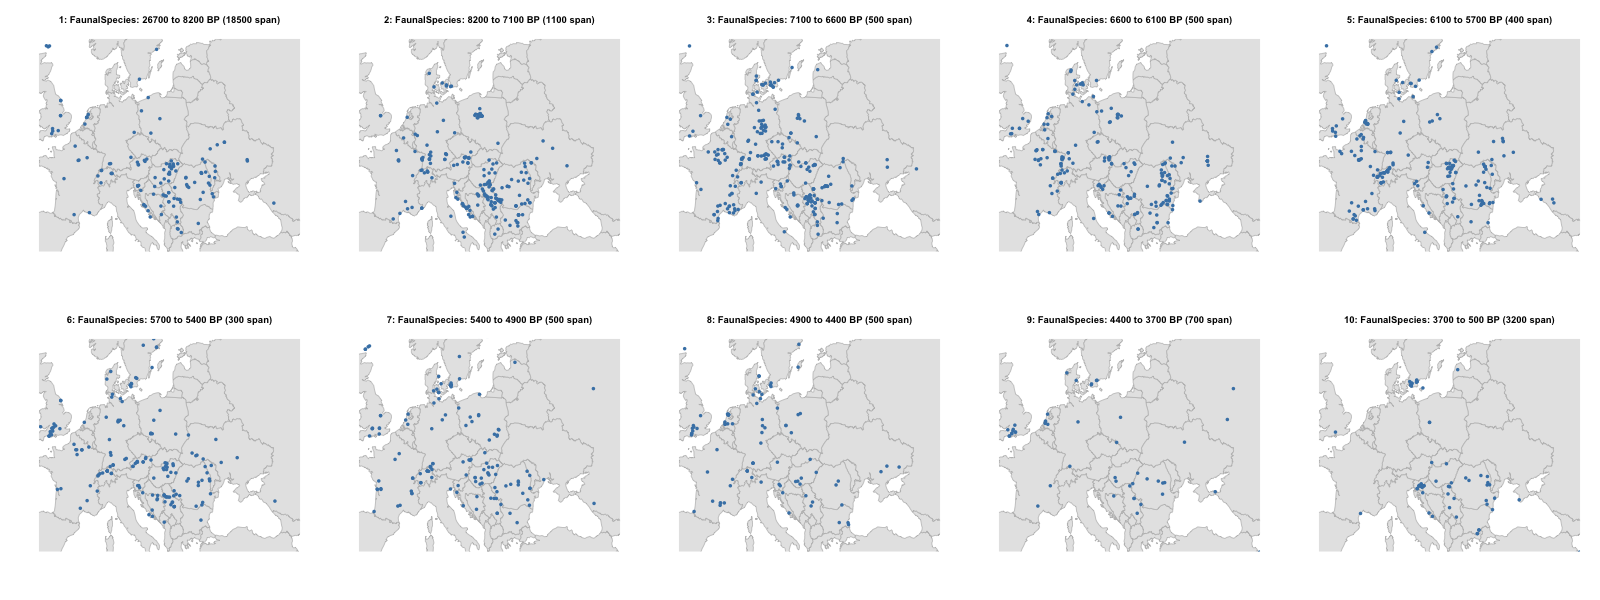 1: FaunalSpecies: 26700 to 8200 BP (18500 span)
2: FaunalSpecies: 8200 to 7100 BP (1100 span)
3: FaunalSpecies: 7100 to 6600 BP (500 span)
4: FaunalSpecies: 6600 to 6100 BP (500 span)
5: FaunalSpecies: 6100 to 5700 BP (400 span)
6: FaunalSpecies: 5700 to 5400 BP (300 span)
7: FaunalSpecies: 5400 to 4900 BP (500 span)
8: FaunalSpecies: 4900 to 4400 BP (500 span)
9: FaunalSpecies: 4400 to 3700 BP (700 span)
10: FaunalSpecies: 3700 to 500 BP (3200 span)